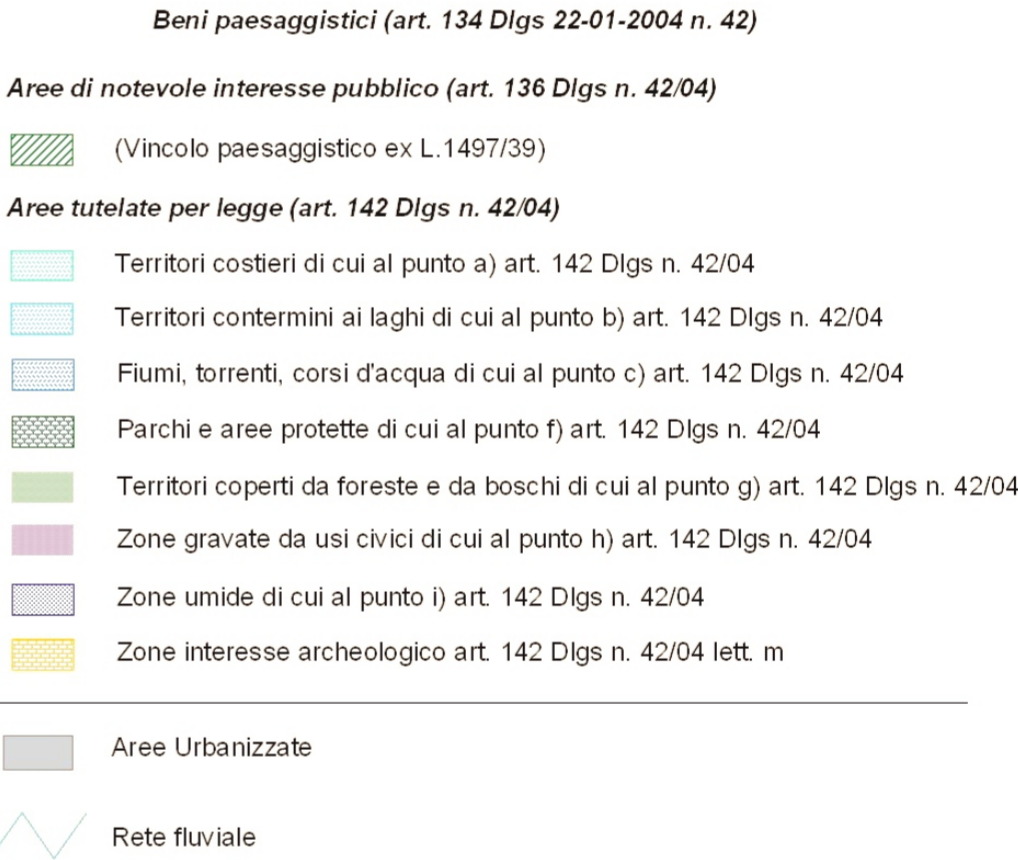 Beni paesaggistici (art. 134 Dlgs 22-01-2004 n. 42)
Aree di notevole interesse pubblico (art. 136 Dlgs n. 42/04)
(Vincolo paesaggistico ex L.1497/39)
Aree tutelate per legge (art. 142 Dlgs n. 42/04)
Territori costieri di cui al punto a) art. 142 Dlgs n. 42/04
Territori contermini ai laghi di cui al punto b) art. 142 Dlgs n. 42/04
Fiumi, torrenti, corsi d'acqua di cui al punto c) art. 142 Dlgs n. 42/04
Parchi e aree protette di cui al punto f) art. 142 Dlgs n. 42/04
Territori coperti da foreste e da boschi di cui al punto g) art. 142 Dlgs n. 42/04
Zone gravate da usi civici di cui al punto h) art. 142 Dlgs n. 42/04
Zone umide di cui al punto i) art. 142 Dlgs n. 42/04
Zone interesse archeologico art. 142 Dlgs n. 42/04 lett. m
Aree Urbanizzate
Rete fluviale